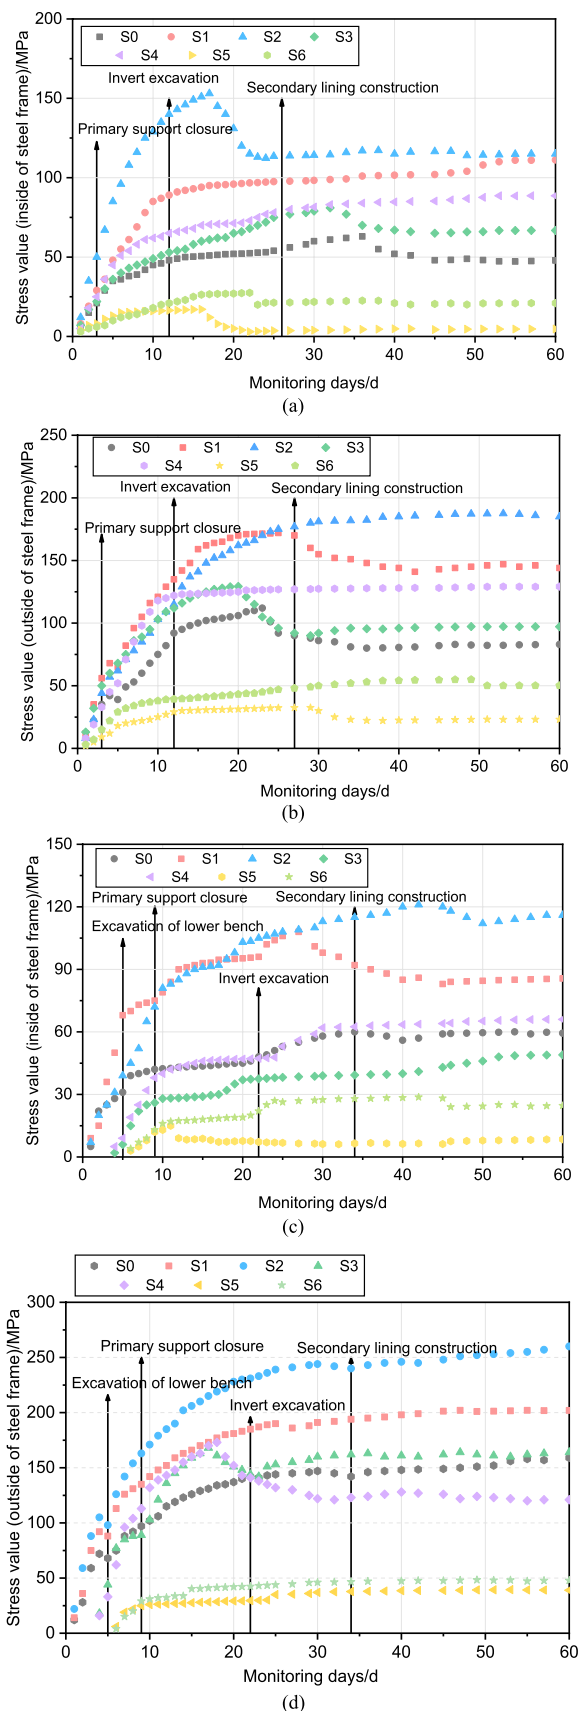 S0 S1 S2 S3
S4 S5 S6
Invert excavation
Secondary lining construction
Primary support closure
Stress value (inside of steel frame)/MPa
200
150
100
50
0
0 10 20 30 40 50 60
Monitoring days/d
(a)
S0 S1 S2 S3
S4 S5 S6
Invert excavation
Secondary lining construction
Primary support closure
Stress value (outside of steel frame)/MPa
250
200
150
100
50
0
0 10 20 30 40 50 60
Monitoring days/d
(b)
S0 S1 S2 S3
S4 S5 S6
Primary support closure
Secondary lining construction
Excavation of lower bench
Invert excavation
Stress value (inside of steel frame)/MPa
150
120
90
60
30
0
0 10 20 30 40 50 60
Monitoring days/d
(c)
S0 S1 S2 S3
S4 S5 S6
Primary support closure
Secondary lining construction
Excavation of lower bench
Invert excavation
Stress value (outside of steel frame)/MPa
300
250
200
150
100
50
0
0 10 20 30 40 50 60
Monitoring days/d
(d)